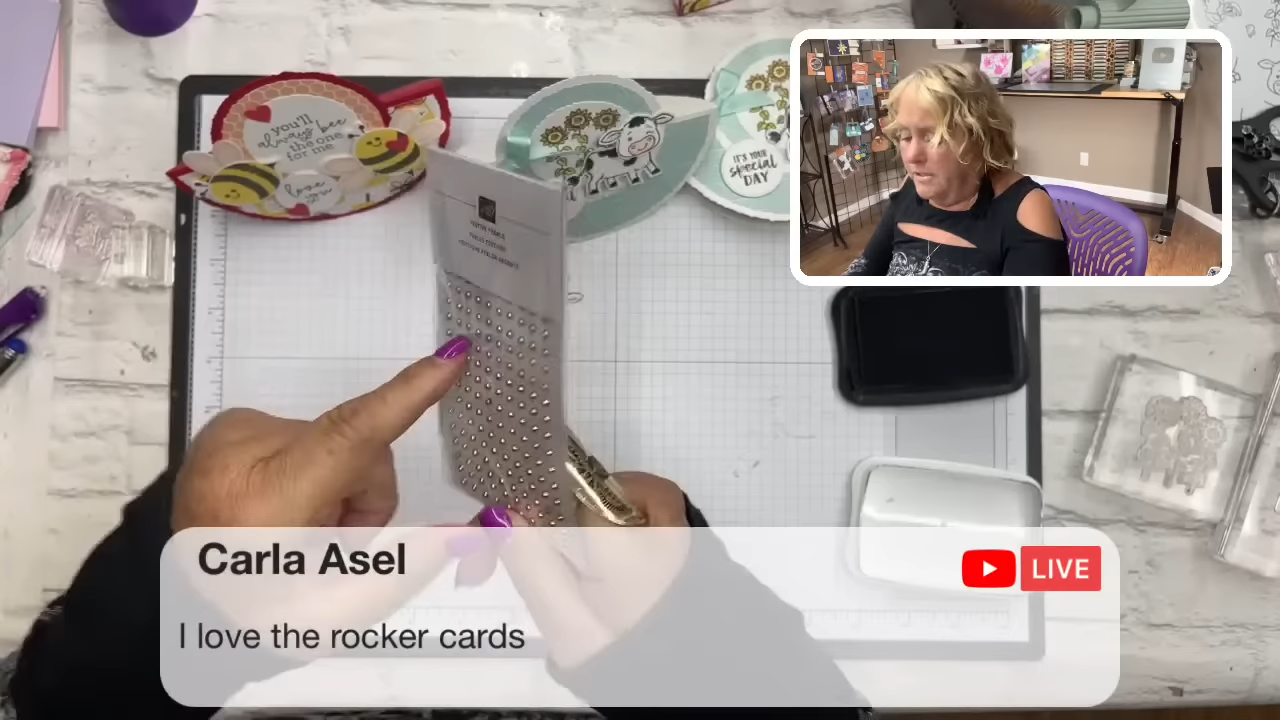 you'll
always bee
the one
for me
love
you
IT'S YOUR
special
DAY
Carla Asel
LIVE
I love the rocker cards